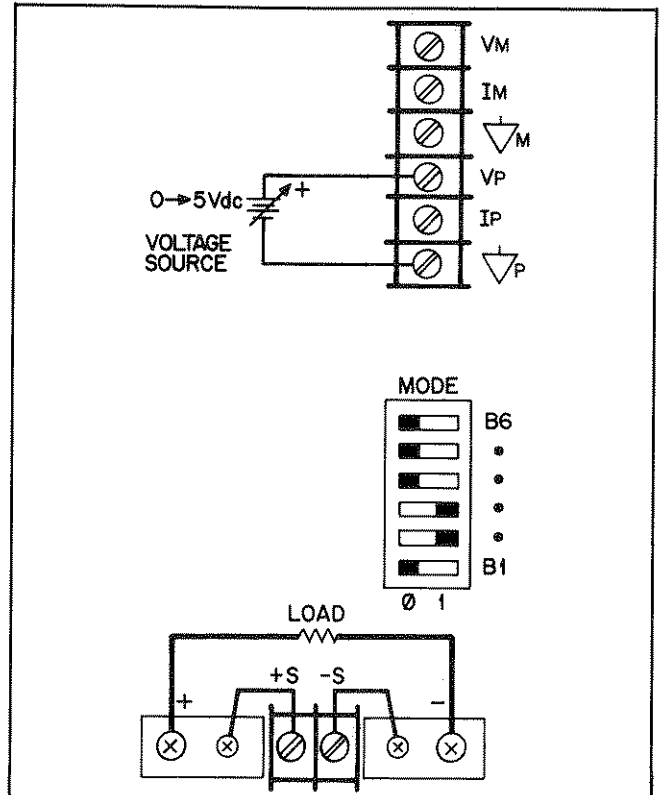 VM
IM
M
VP
+
0→5Vdc
IP
VOLTAGE
SOURCE
P
MODE
B6
B1
Ø 1
LOAD
+S -S
+ -